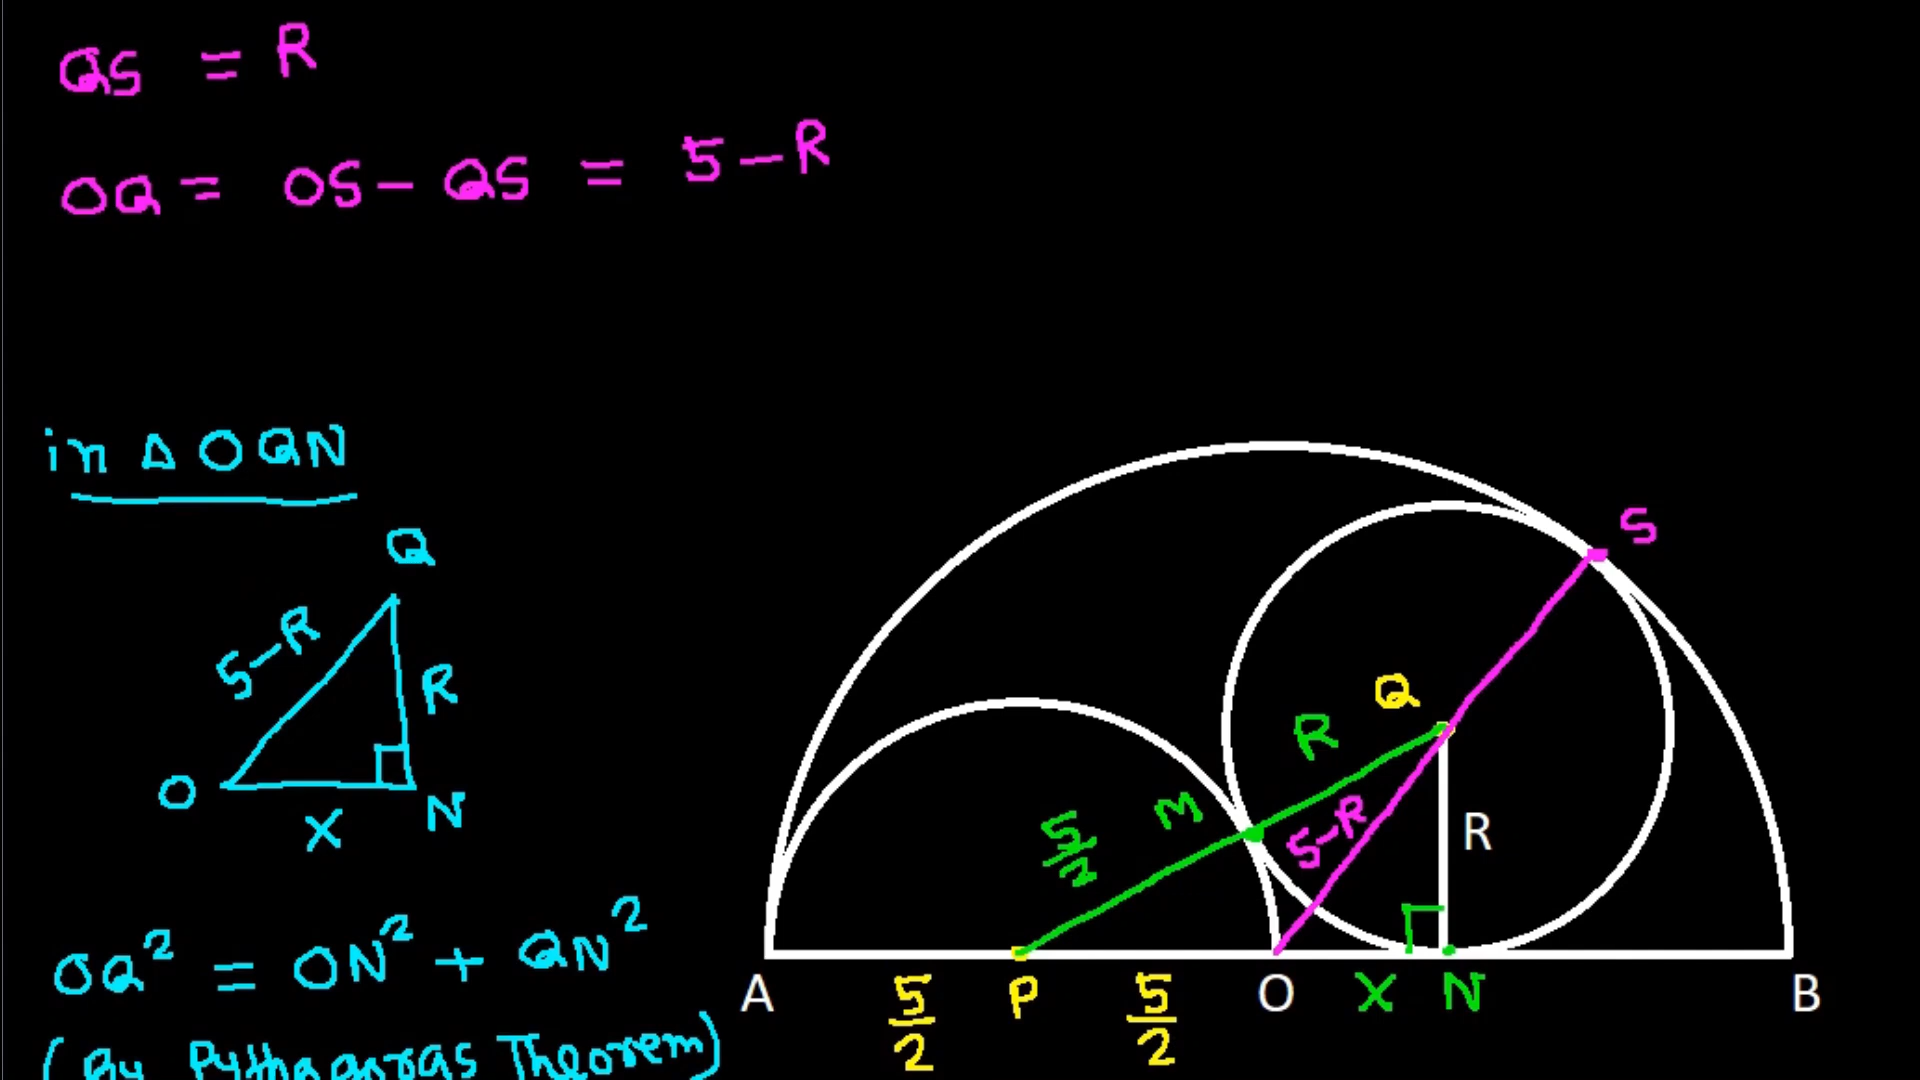 QS = R
OQ = OS - QS = 5 - R
in Δ OQN
Q
5-R
R
O
N
X
OQ² = ON² + QN²
(By Pythagoras Theorem)
S
Q
R
M
5/2
5-R
R
A
5/2
P
5/2
O
X
N
B